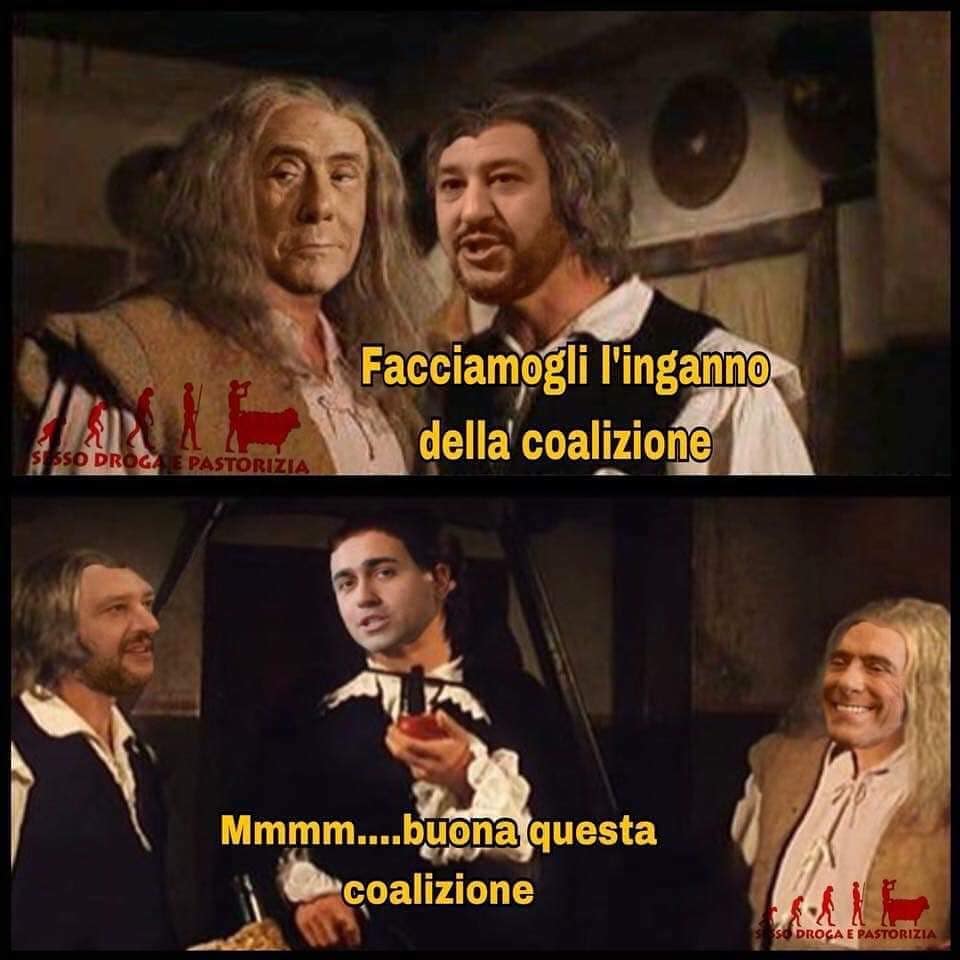 Facciamogli l'inganno
della coalizione
SESSO DROGA E PASTORIZIA
Mmmm....buona questa
coalizione
SESSO DROGA E PASTORIZIA